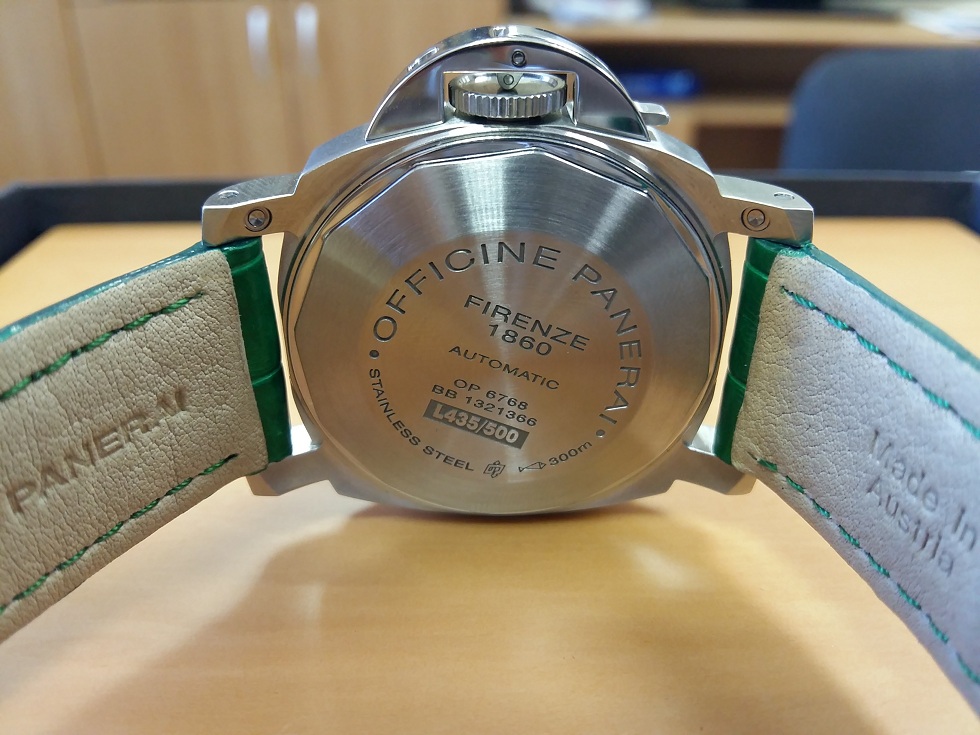 OFFICINE PANERAI
FIRENZE
1860
AUTOMATIC
OP 6768
BB 1321366
L435/500
STAINLESS STEEL
300m
PANERAI
Made In
Austria